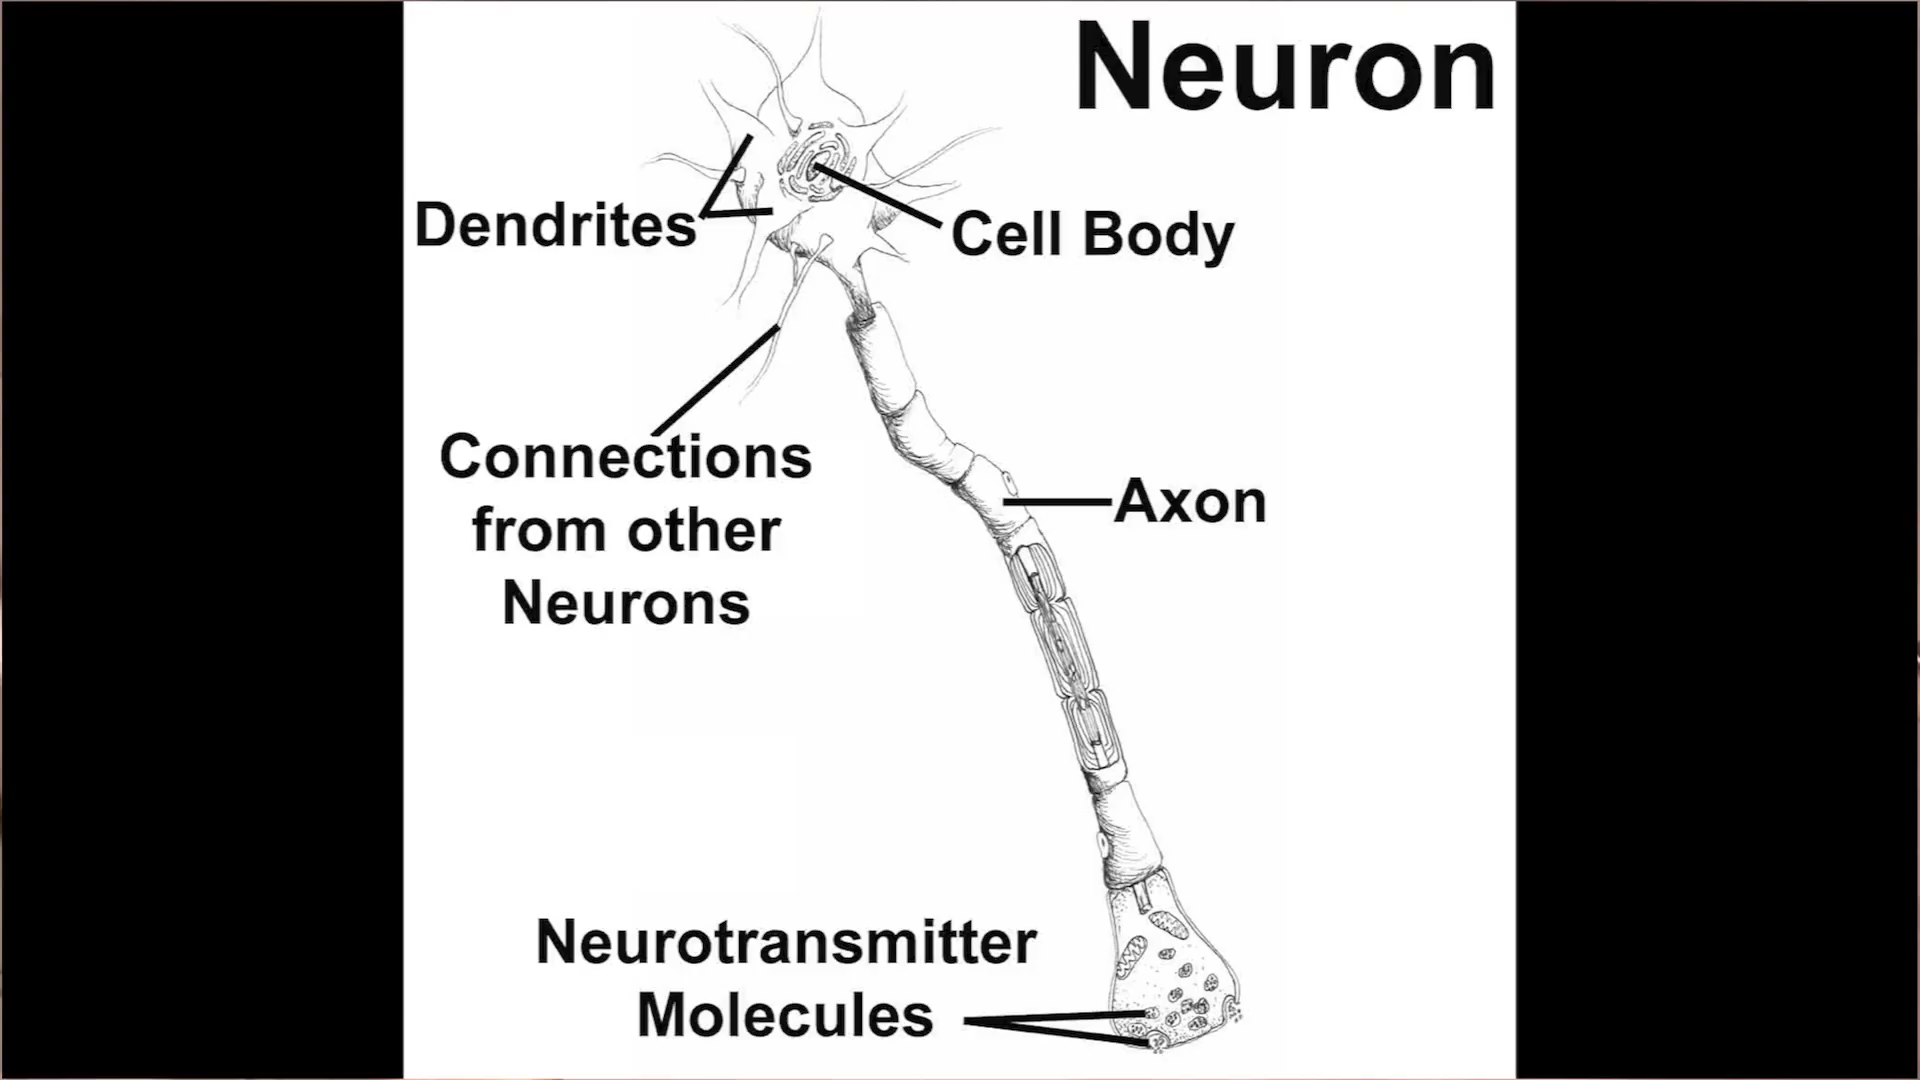 Neuron
Dendrites
Cell Body
Connections
from other
Neurons
Axon
Neurotransmitter
Molecules